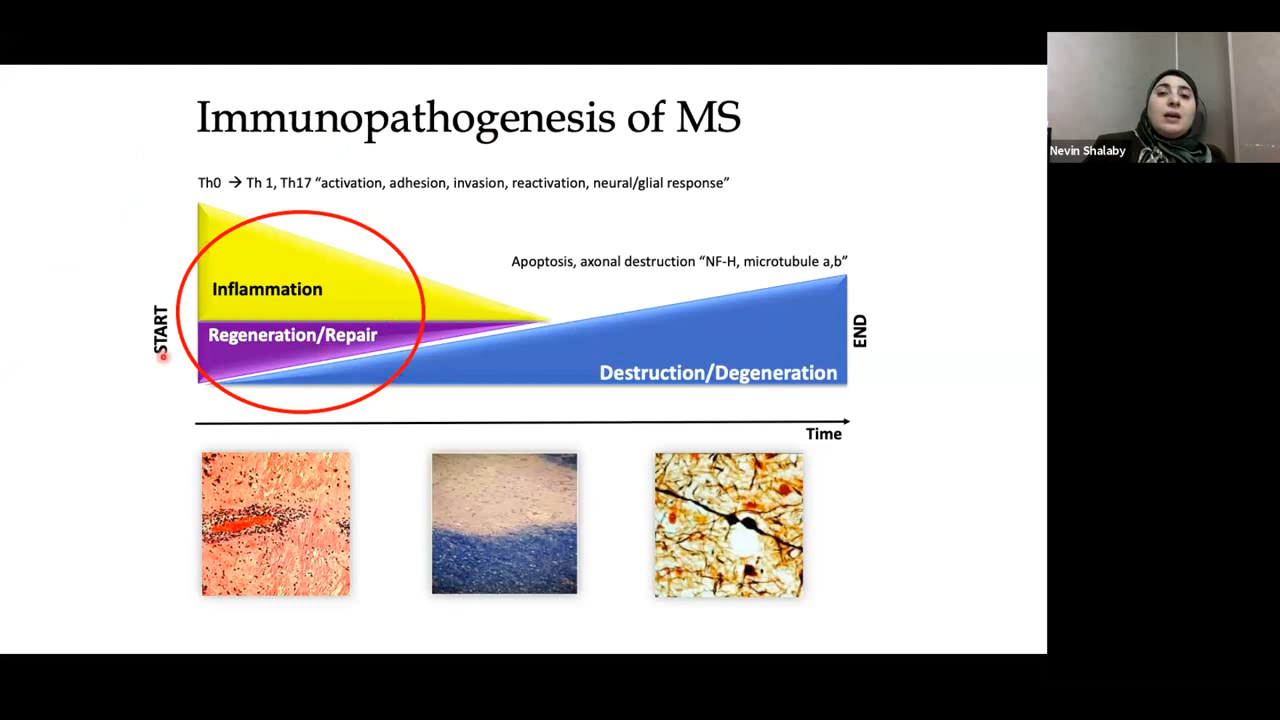 Immunopathogenesis of MS
Nevin Shalaby
Th0 → Th 1, Th17 “activation, adhesion, invasion, reactivation, neural/glial response”
Apoptosis, axonal destruction “NF-H, microtubule a,b”
Inflammation
START
Regeneration/Repair
END
Destruction/Degeneration
Time